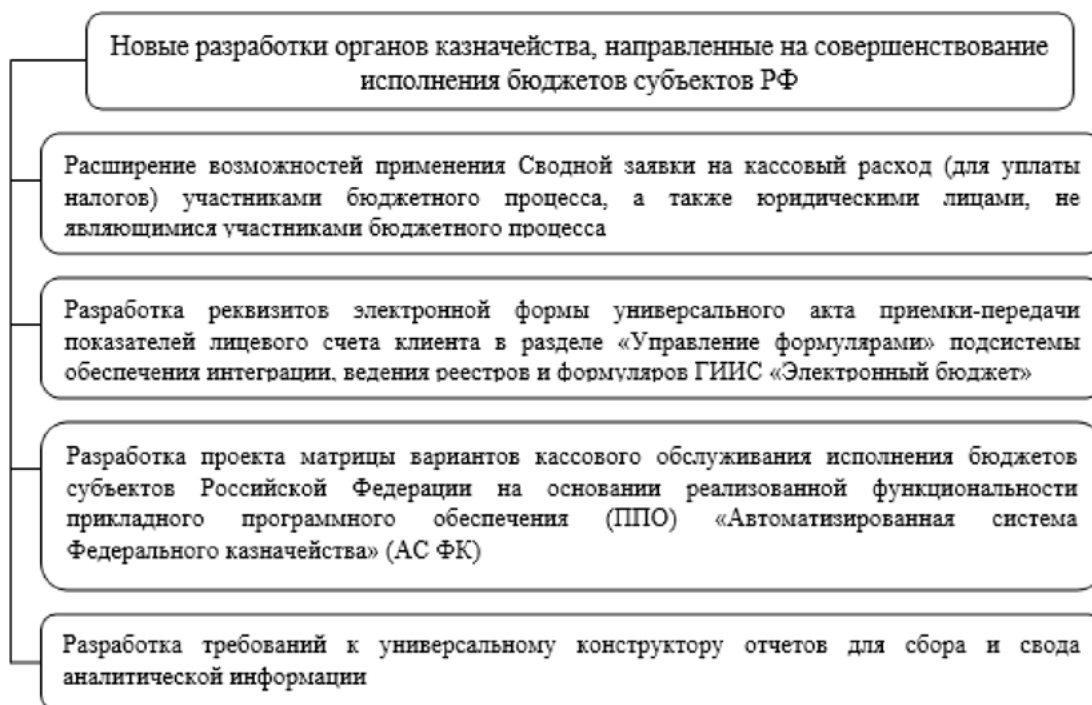 Новые разработки органов казначейства, направленные на совершенствование
исполнения бюджетов субъектов РФ
Расширение возможностей применения Сводной заявки на кассовый расход (для уплаты
налогов) участниками бюджетного процесса, а также юридическими лицами, не
являющимися участниками бюджетного процесса
Разработка реквизитов электронной формы универсального акта приемки-передачи
показателей лицевого счета клиента в разделе «Управление формулярами» подсистемы
обеспечения интеграции, ведения реестров и формуляров ГИИС «Электронный бюджет»
Разработка проекта матрицы вариантов кассового обслуживания исполнения бюджетов
субъектов Российской Федерации на основании реализованной функциональности
прикладного программного обеспечения (ППО) «Автоматизированная система
Федерального казначейства» (АС ФК)
Разработка требований к универсальному конструктору отчетов для сбора и свода
аналитической информации